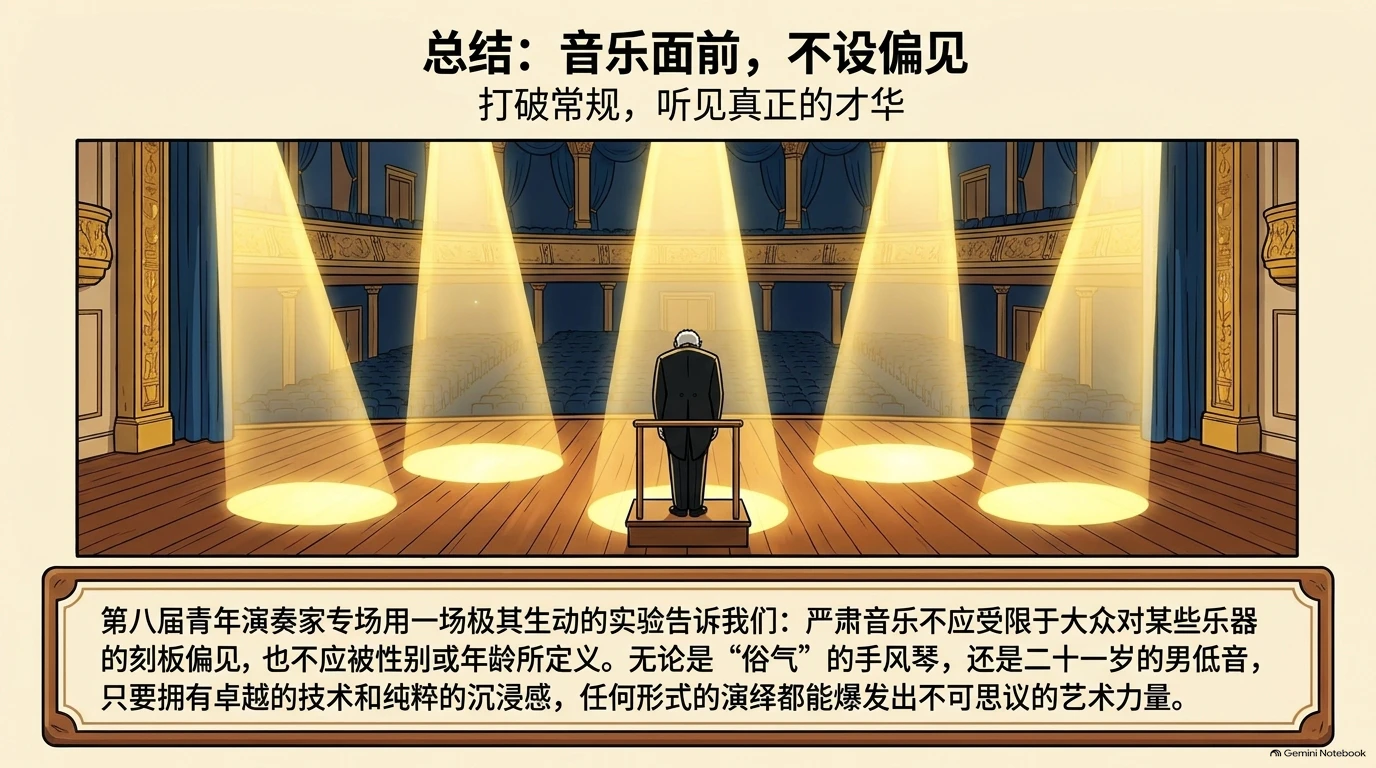 总结：音乐面前，不设偏见
打破常规，听见真正的才华
第八届青年演奏家专场用一场极其生动的实验告诉我们：严肃音乐不应受限于大众对某些乐器
的刻板偏见，也不应被性别或年龄所定义。无论是“俗气”的手风琴，还是二十一岁的男低音，
只要拥有卓越的技术和纯粹的沉浸感，任何形式的演绎都能爆发出不可思议的艺术力量。
Gemini Notebook